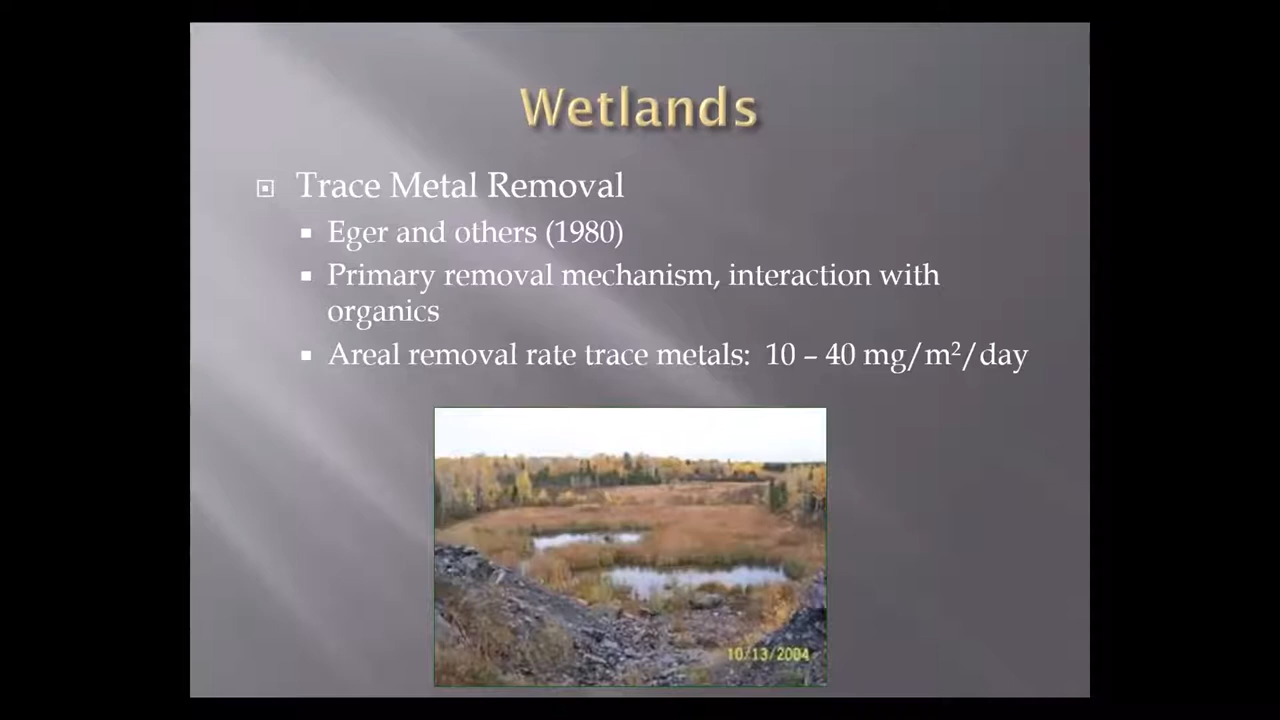 Wetlands
Trace Metal Removal
Eger and others (1980)
Primary removal mechanism, interaction with
organics
Areal removal rate trace metals: 10 – 40 mg/m²/day
10/13/2004